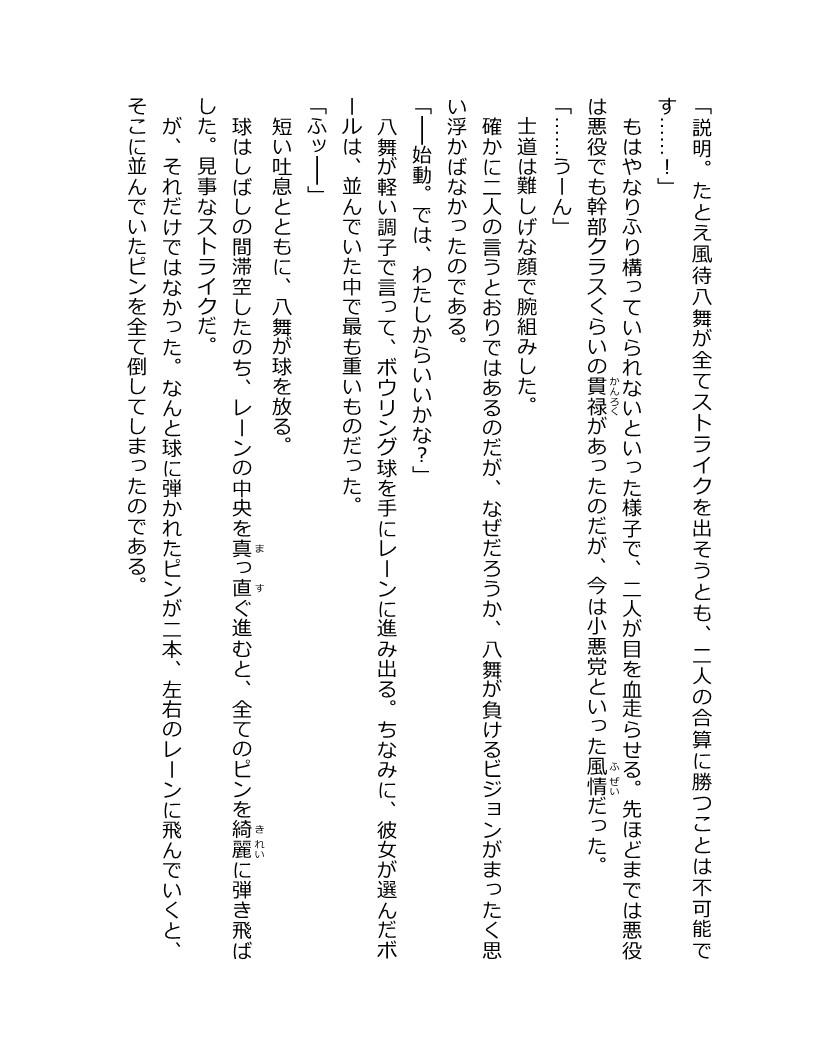 「説明。たとえ風待八舞が全てストライクを出そうとも、二人の合算に勝つことは不可能で
す……！」
もはやなりふり構っていられないといった様子で、二人が目を血走らせる。先ほどまでは悪役
は悪役でも幹部クラスくらいの貫禄があったのだが、今は小悪党といった風情だった。
「……うーん」
士道は難しげな顔で腕組みした。
確かに二人の言うとおりではあるのだが、なぜだろうか、八舞が負けるビジョンがまったく思
い浮かばなかったのである。
「──始動。では、わたしからいいかな？」
八舞が軽い調子で言って、ボウリング球を手にレーンに進み出る。ちなみに、彼女が選んだボ
ールは、並んでいた中で最も重いものだった。
「ふッ──」
短い吐息とともに、八舞が球を放る。
球はしばしの間滞空したのち、レーンの中央を真っ直ぐ進むと、全てのピンを綺麗に弾き飛ば
した。見事なストライクだ。
が、それだけではなかった。なんと球に弾かれたピンが二本、左右のレーンに飛んでいくと、
そこに並んでいたピンを全て倒してしまったのである。